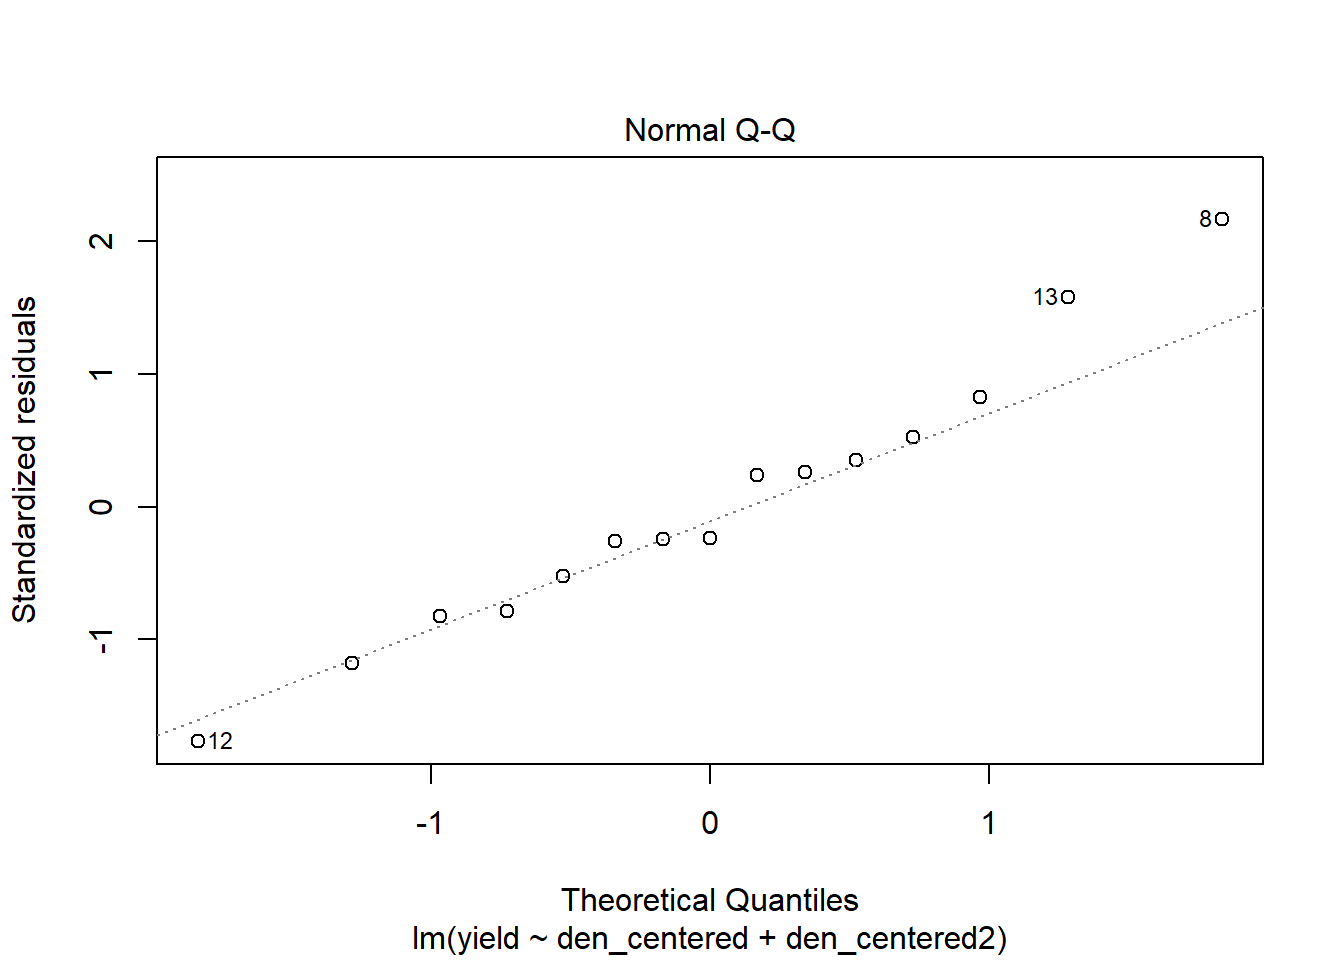 Normal Q-Q
Standardized residuals
2
1
0
-1
8
13
12
-1
0
1
Theoretical Quantiles
lm(yield ~ den_centered + den_centered2)